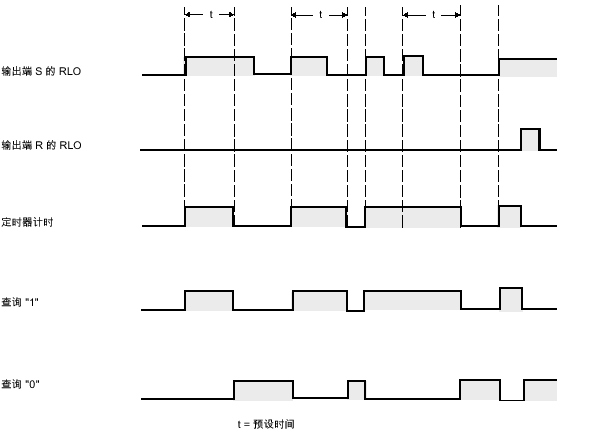 t t t
输出端 S 的 RLO
输出端 R 的 RLO
定时器计时
查询 "1"
查询 "0"
t = 预设时间